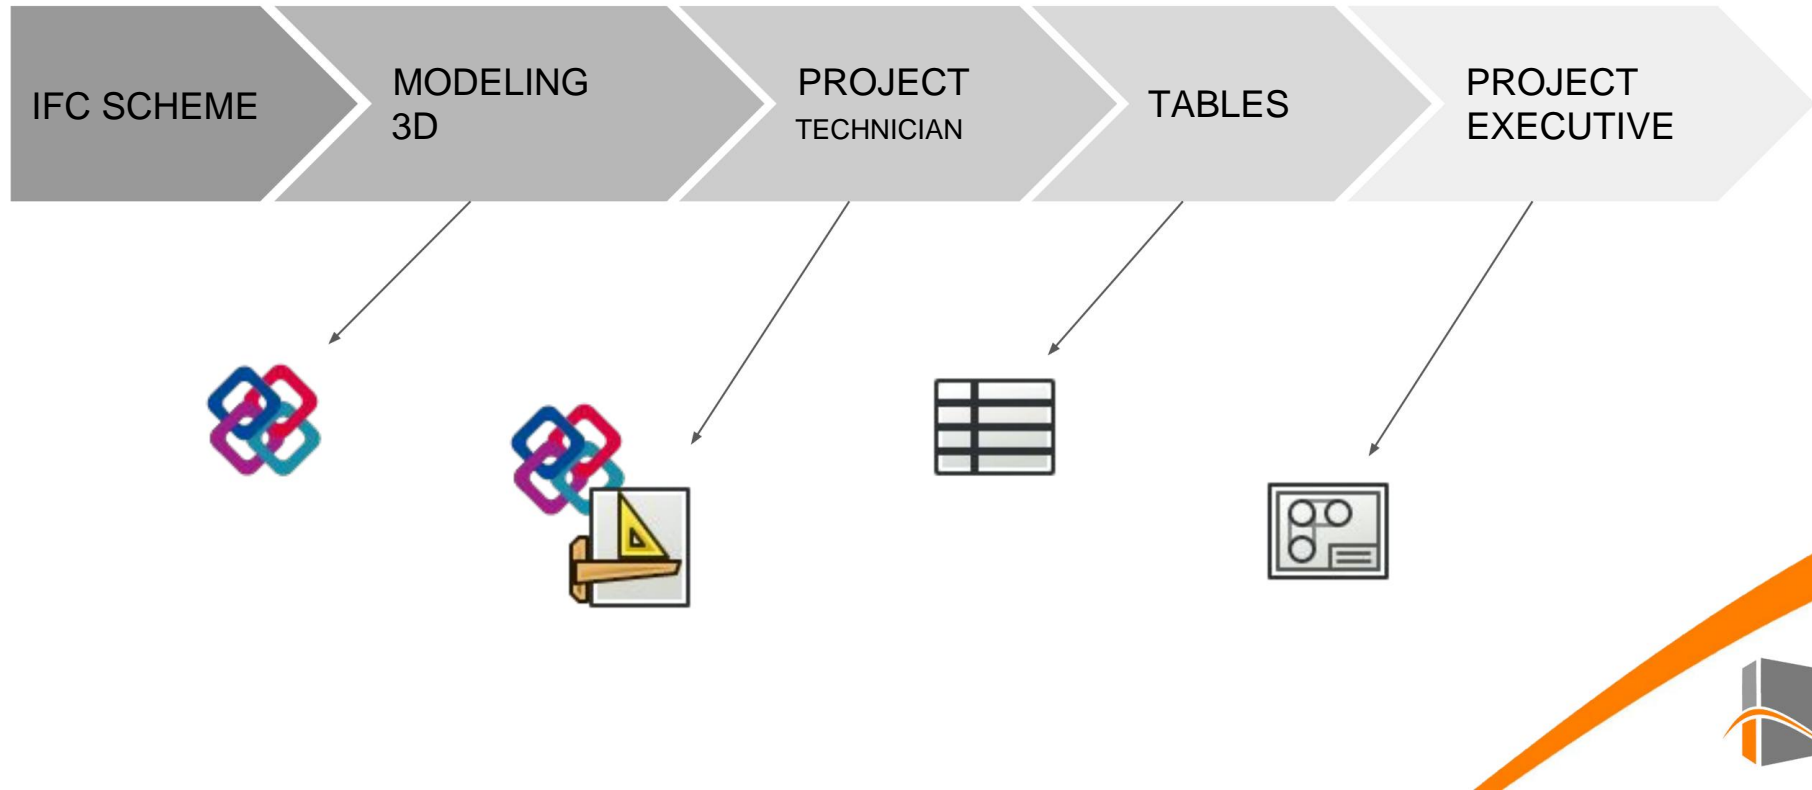 IFC SCHEME
MODELING
3D
PROJECT
TECHNICIAN
TABLES
PROJECT
EXECUTIVE